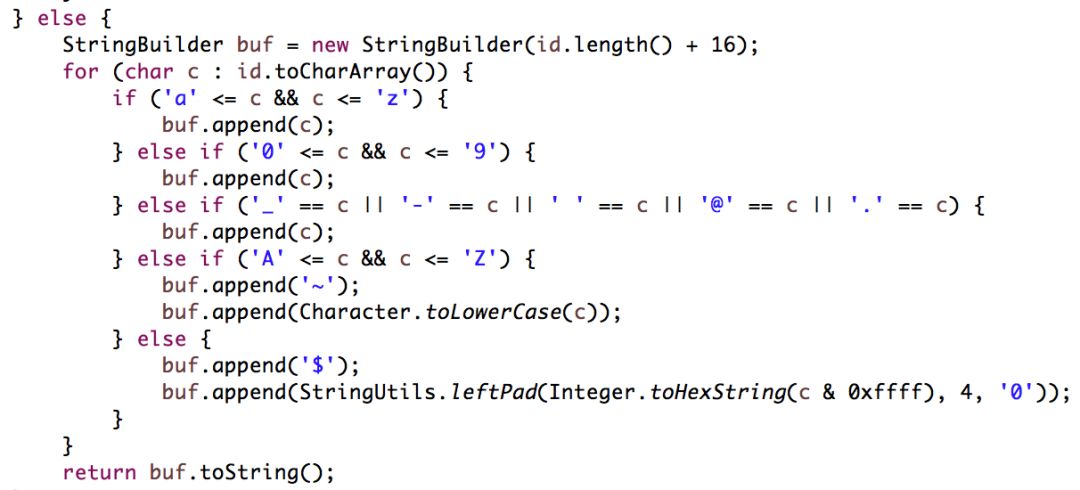 } else {
    StringBuilder buf = new StringBuilder(id.length() + 16);
    for (char c : id.toCharArray()) {
        if ('a' <= c && c <= 'z') {
            buf.append(c);
        } else if ('0' <= c && c <= '9') {
            buf.append(c);
        } else if ('_' == c || '-' == c || ' ' == c || '@' == c || '.' == c) {
            buf.append(c);
        } else if ('A' <= c && c <= 'Z') {
            buf.append('~');
            buf.append(Character.toLowerCase(c));
        } else {
            buf.append('$');
            buf.append(StringUtils.leftPad(Integer.toHexString(c & 0xffff), 4, '0'));
        }
    }
    return buf.toString();